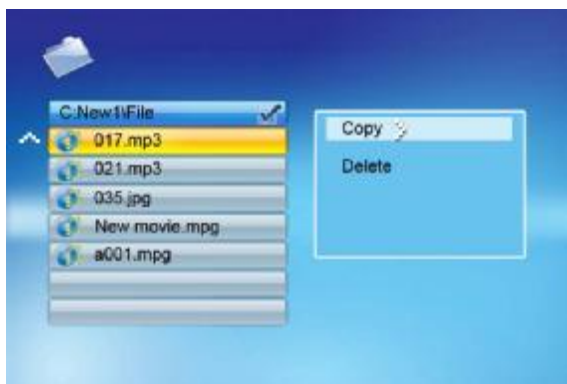 C:New1\File
017.mp3
021.mp3
035.jpg
New movie.mpg
a001.mpg
Copy
Delete